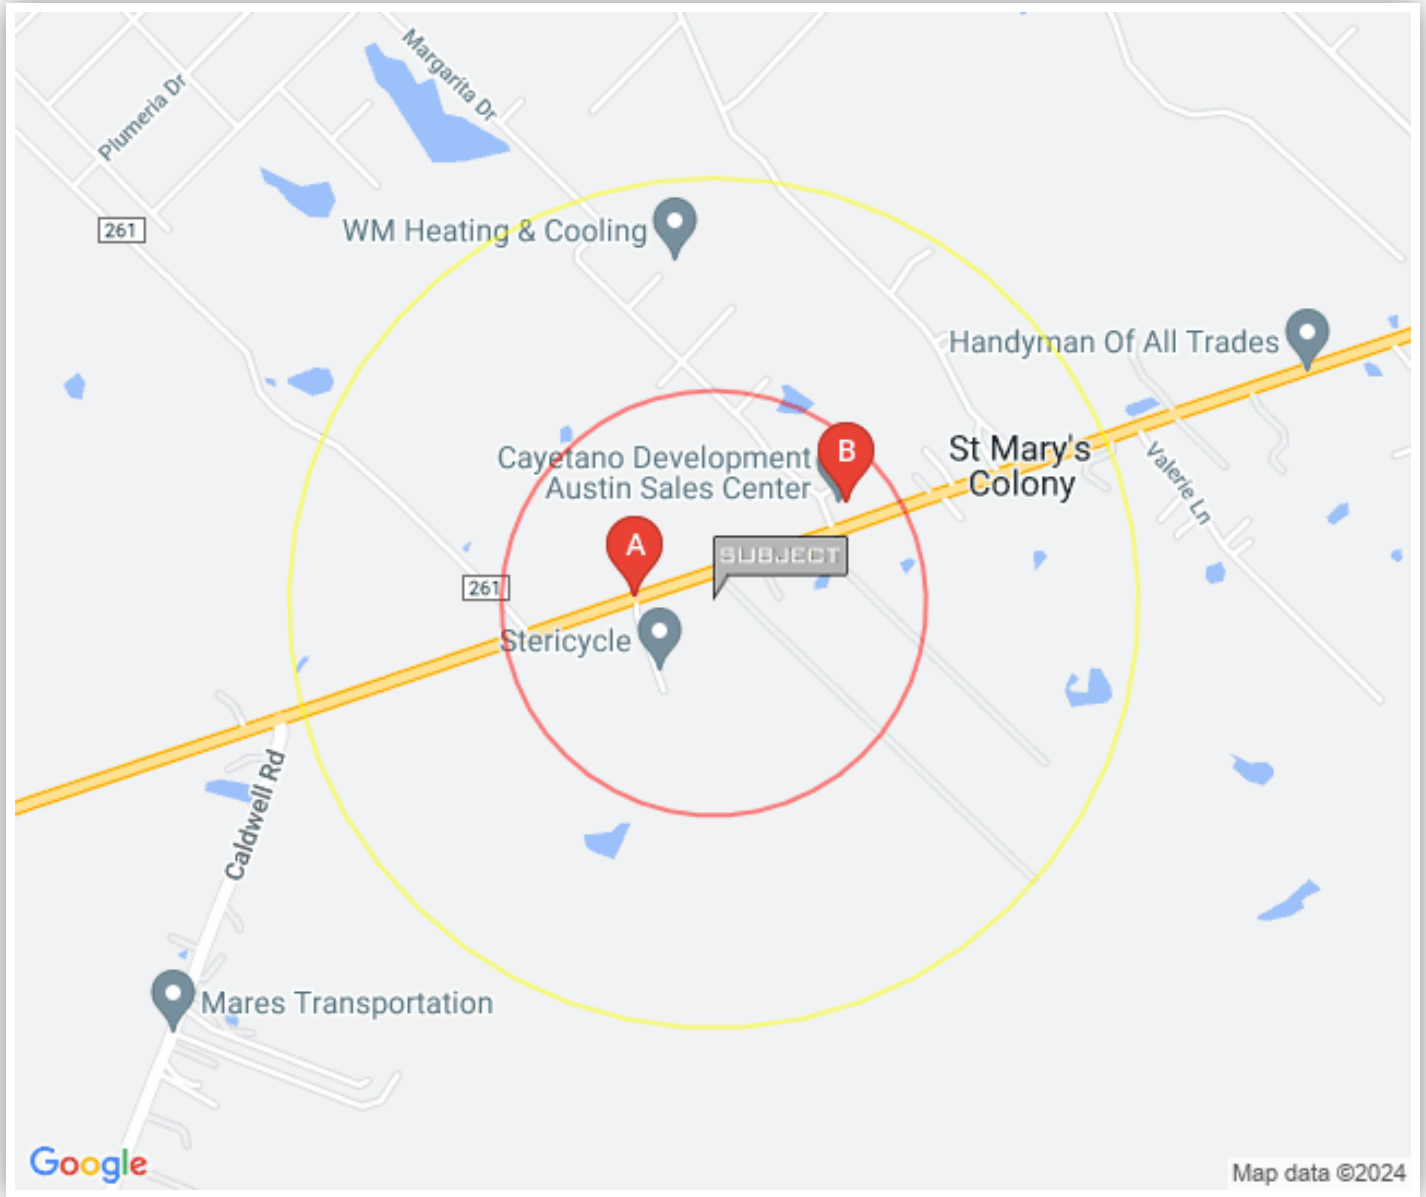 Margarita Dr
Plumeria Dr
261
WM Heating & Cooling
Handyman Of All Trades
Cayetano Development
Austin Sales Center
B
St Mary's
Colony
Valerie Ln
A
SUBJECT
261
Stericycle
Caldwell Rd
Mares Transportation
Google
Map data ©2024